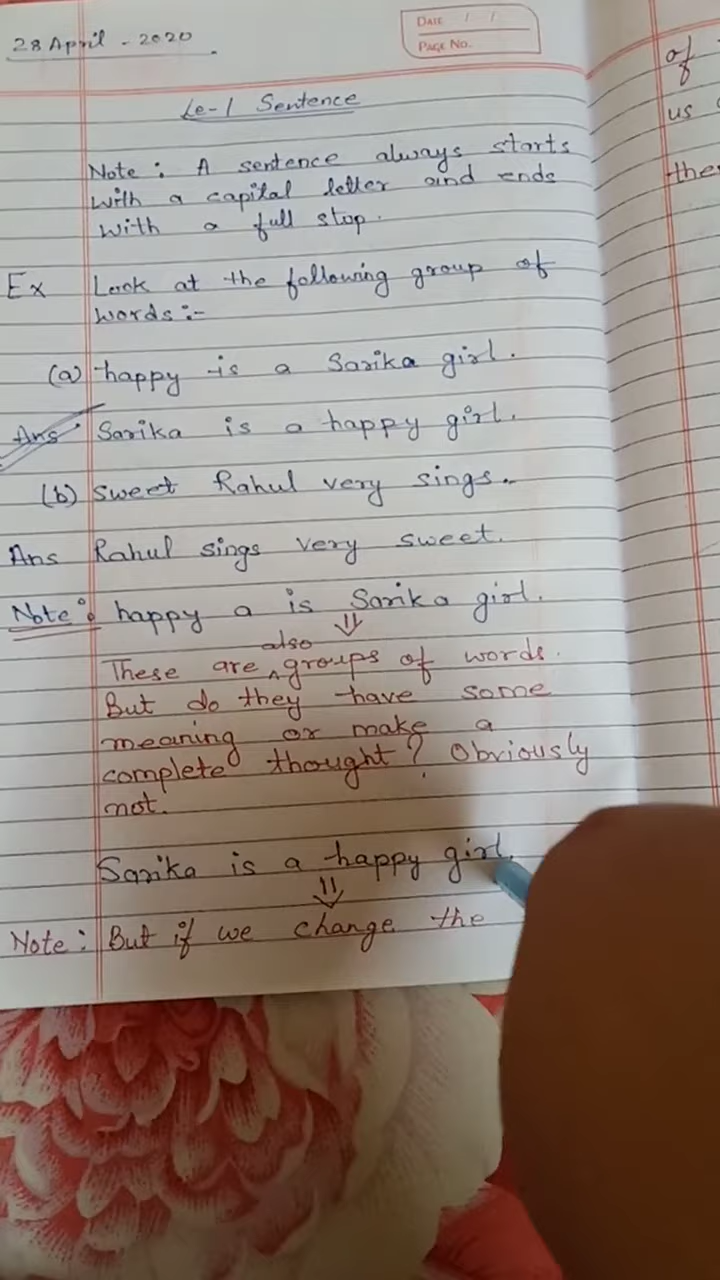 28 April - 2020
DATE / /
PAGE No.
Le-1 Sentence
Note : A sentence always starts
with a capital letter and ends
with a full stop.
Ex Look at the following group of
words :-
(a) happy is a Sarika girl.
Ans Sarika is a happy girl.
(b) sweet Rahul very sings.
Ans Rahul sings very sweet.
Note : happy a is Sarika girl.
⇓
These are also groups of words.
But do they have some
meaning or make a
complete thought? Obviously
not.
Sarika is a happy girl.
⇓
Note : But if we change the
of
us